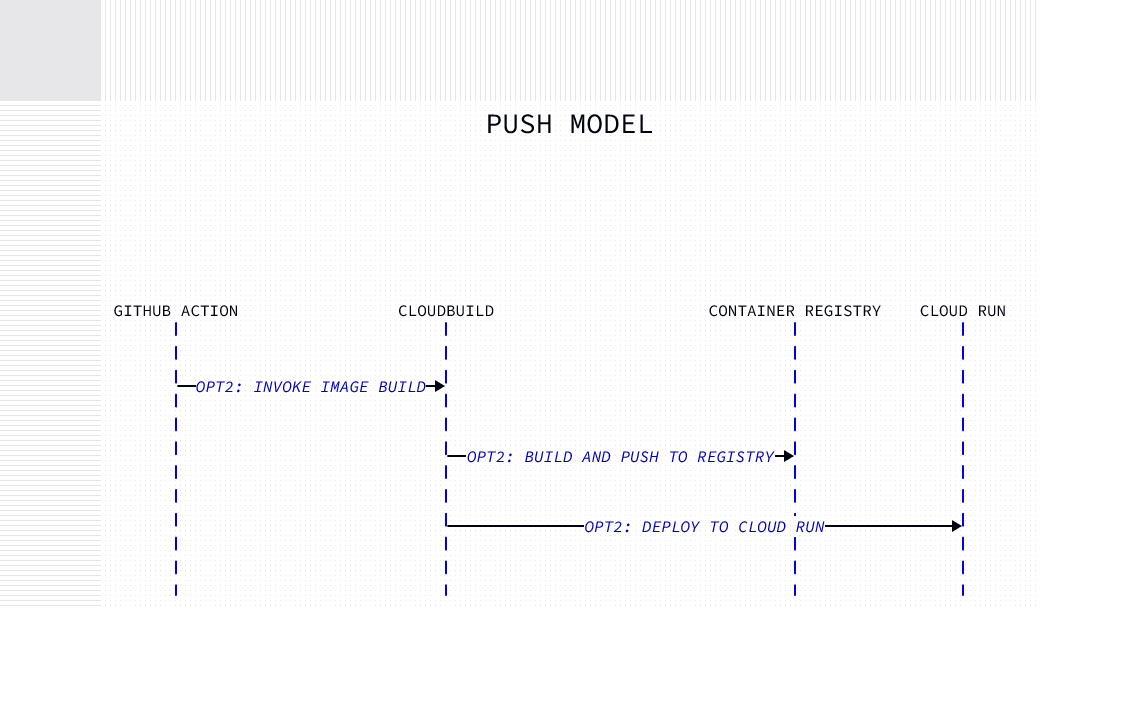 PUSH MODEL
GITHUB ACTION
CLOUDBUILD
CONTAINER REGISTRY
CLOUD RUN
OPT2: INVOKE IMAGE BUILD
OPT2: BUILD AND PUSH TO REGISTRY
OPT2: DEPLOY TO CLOUD RUN